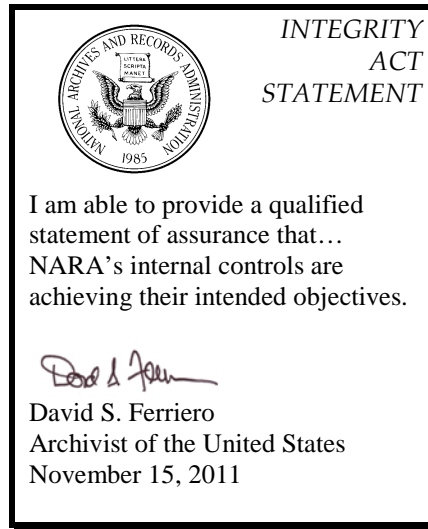 INTEGRITY
ACT
STATEMENT
NATIONAL ARCHIVES AND RECORDS ADMINISTRATION
LITTERA
SCRIPTA
MANET
1985
I am able to provide a qualified
statement of assurance that…
NARA’s internal controls are
achieving their intended objectives.
David S. Ferriero
Archivist of the United States
November 15, 2011